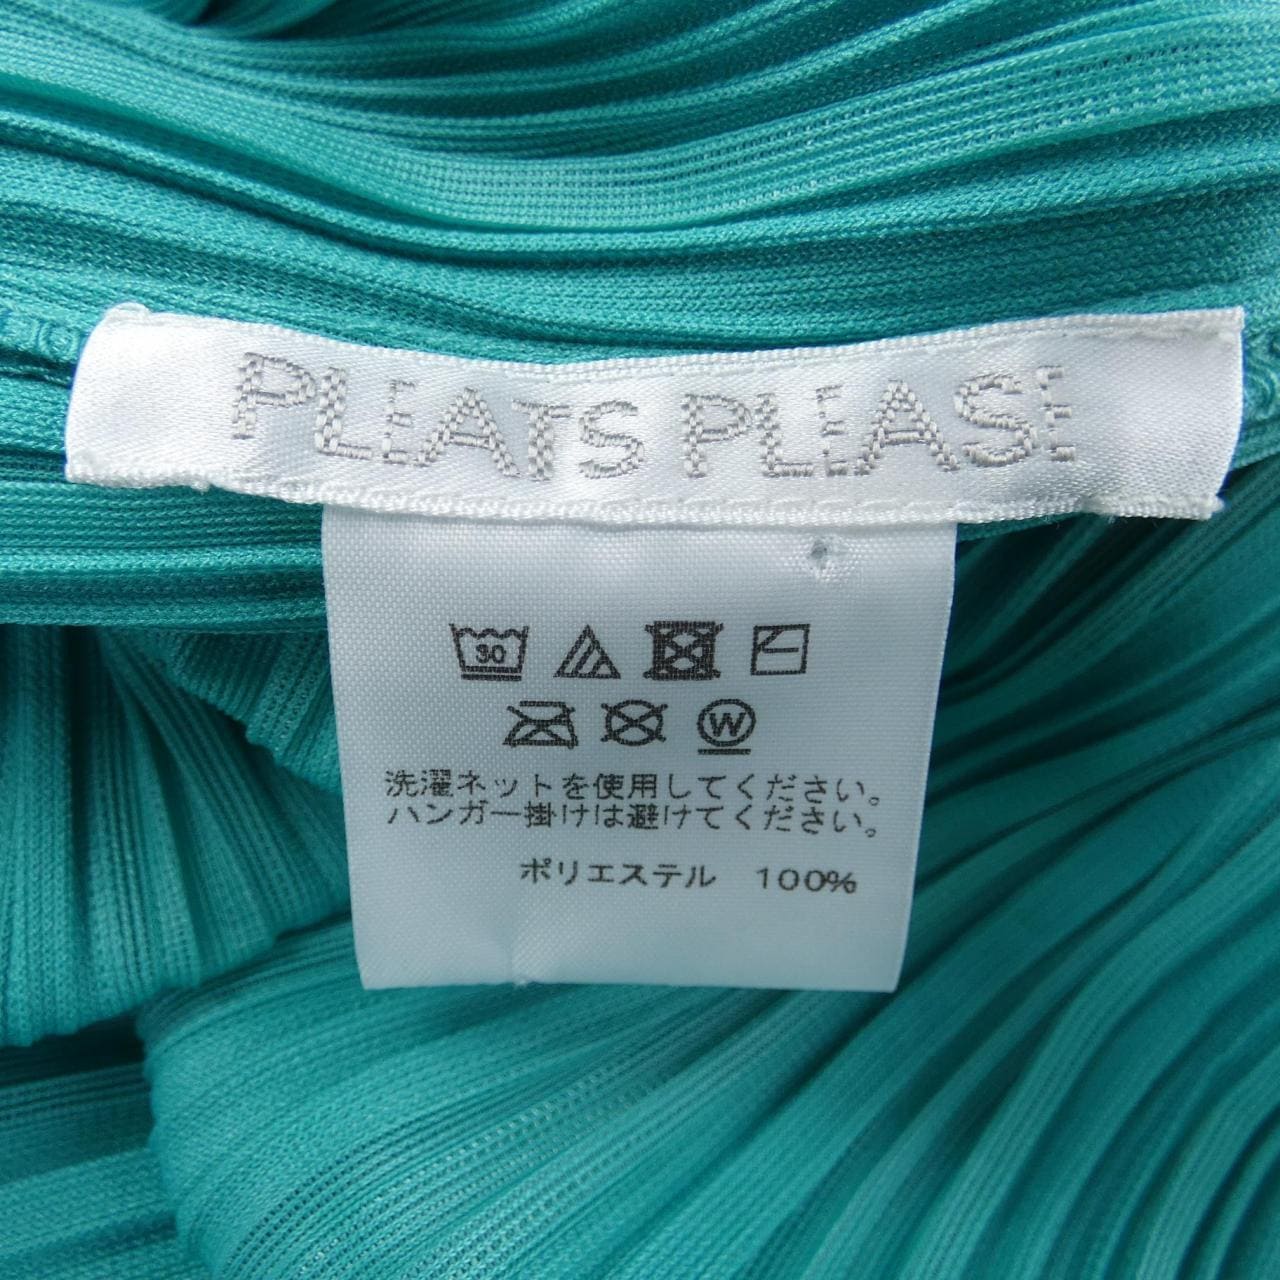 PLEATS PLEASE
30
W
洗濯ネットを使用してください。
ハンガー掛けは避けてください。
ポリエステル 100%